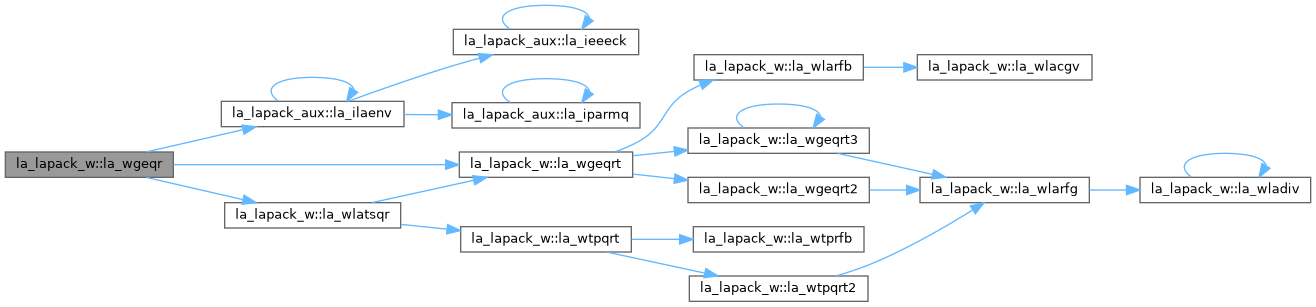 la_lapack_aux::la_ieeeck
la_lapack_w::la_wlarfb
la_lapack_w::la_wlacgv
la_lapack_aux::la_ilaenv
la_lapack_aux::la_iparmq
la_lapack_w::la_wgeqrt3
la_lapack_w::la_wgeqr
la_lapack_w::la_wgeqrt
la_lapack_w::la_wgeqrt2
la_lapack_w::la_wlarfg
la_lapack_w::la_wladiv
la_lapack_w::la_wlatsqr
la_lapack_w::la_wtpqrt
la_lapack_w::la_wtprfb
la_lapack_w::la_wtpqrt2